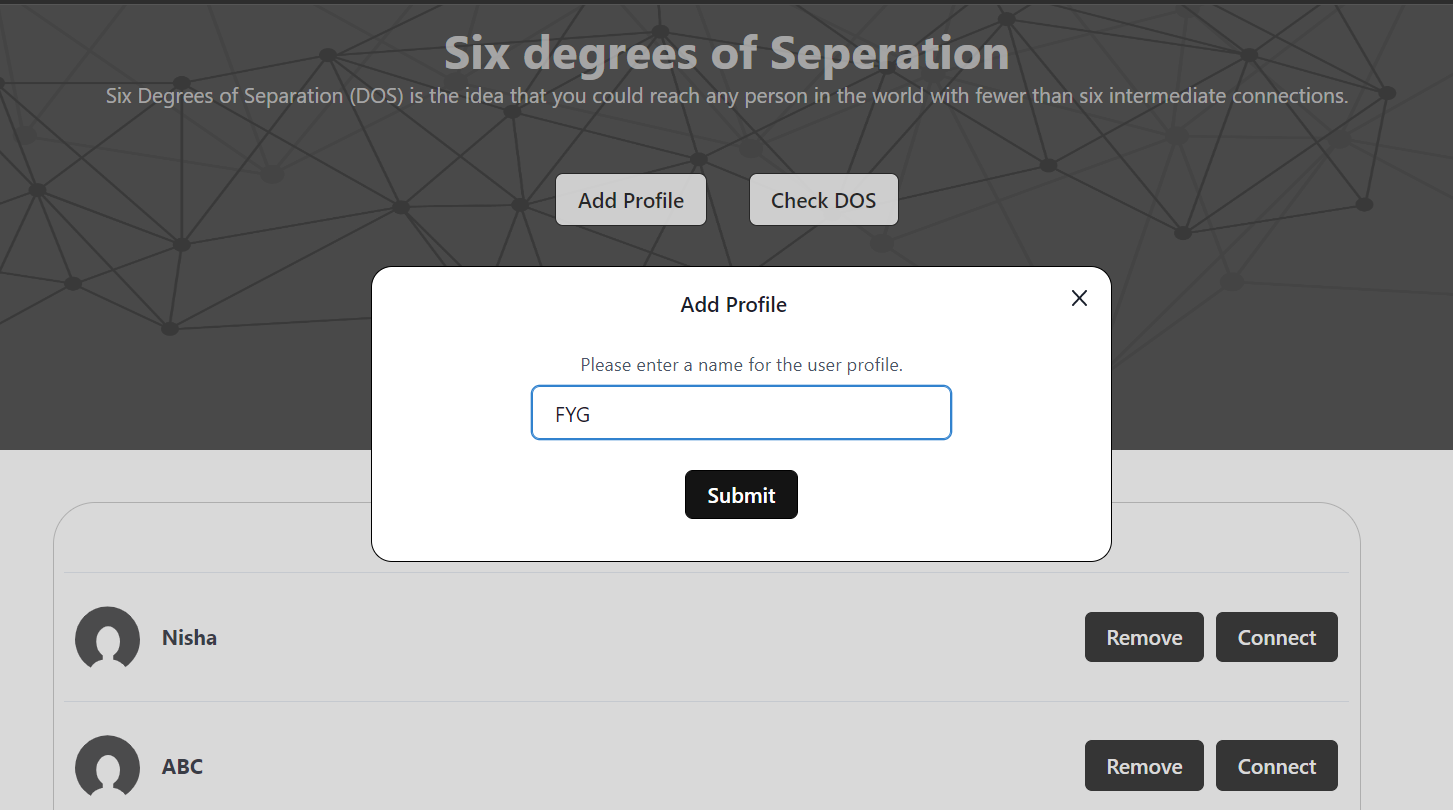 Six degrees of Seperation
Six Degrees of Separation (DOS) is the idea that you could reach any person in the world with fewer than six intermediate connections.
Add Profile
Check DOS
Add Profile
Please enter a name for the user profile.
FYG
Submit
Nisha
Remove
Connect
ABC
Remove
Connect